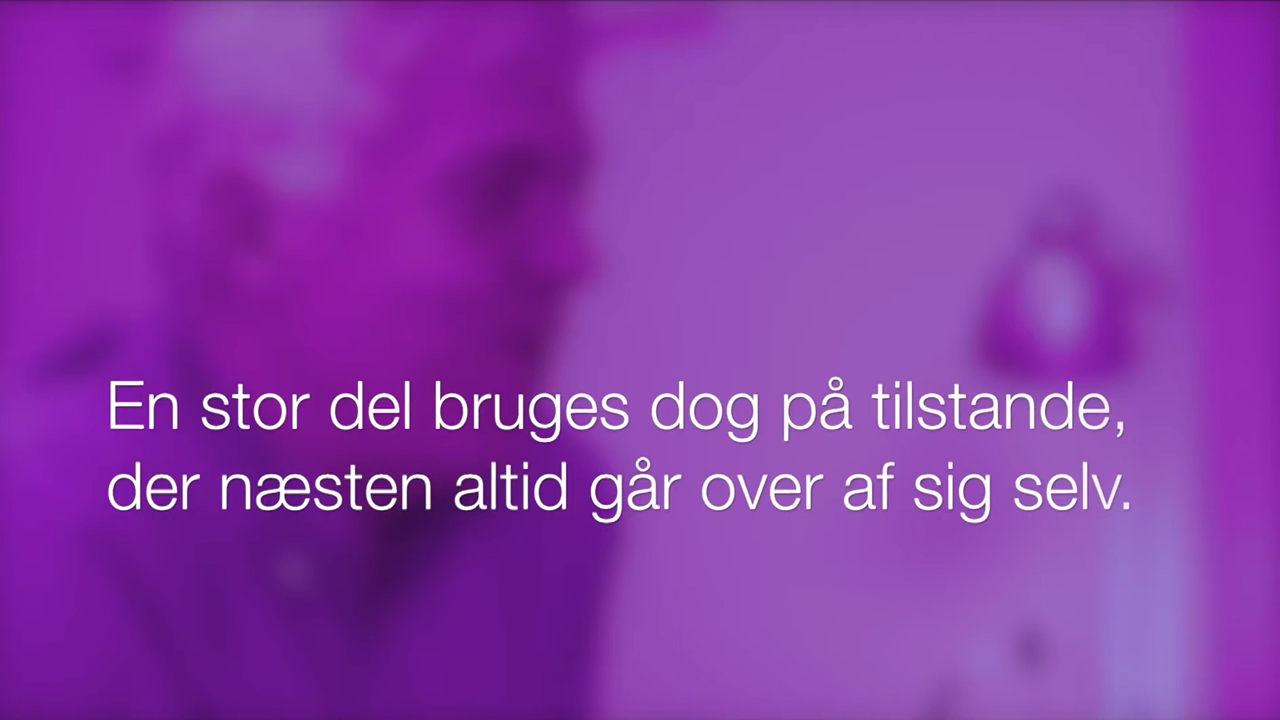 En stor del bruges dog på tilstande,
der næsten altid går over af sig selv.